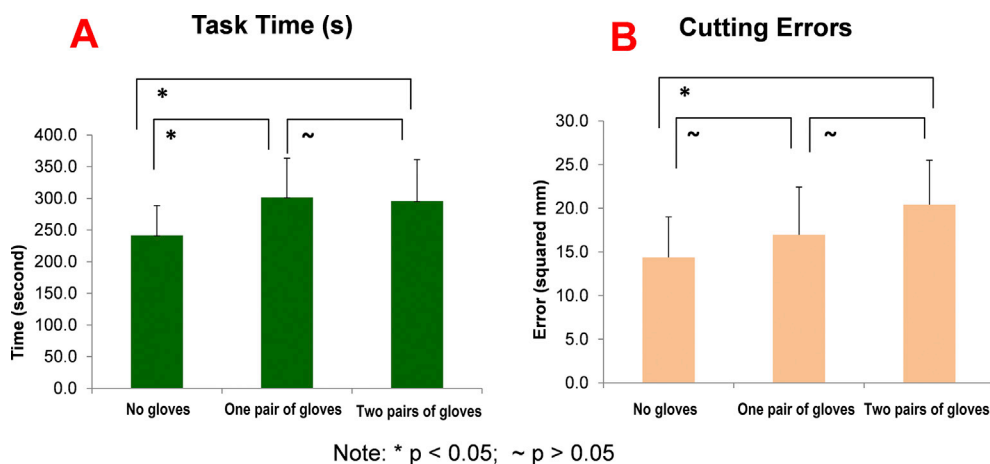 A
Task Time (s)
*
*
~
400.0
350.0
300.0
250.0
200.0
150.0
100.0
50.0
0.0
Time (second)
No gloves
One pair of gloves
Two pairs of gloves
B
Cutting Errors
*
~
~
30.0
25.0
20.0
15.0
10.0
5.0
0.0
Error (squared mm)
No gloves
One pair of gloves
Two pairs of gloves
Note: * p < 0.05; ~ p > 0.05